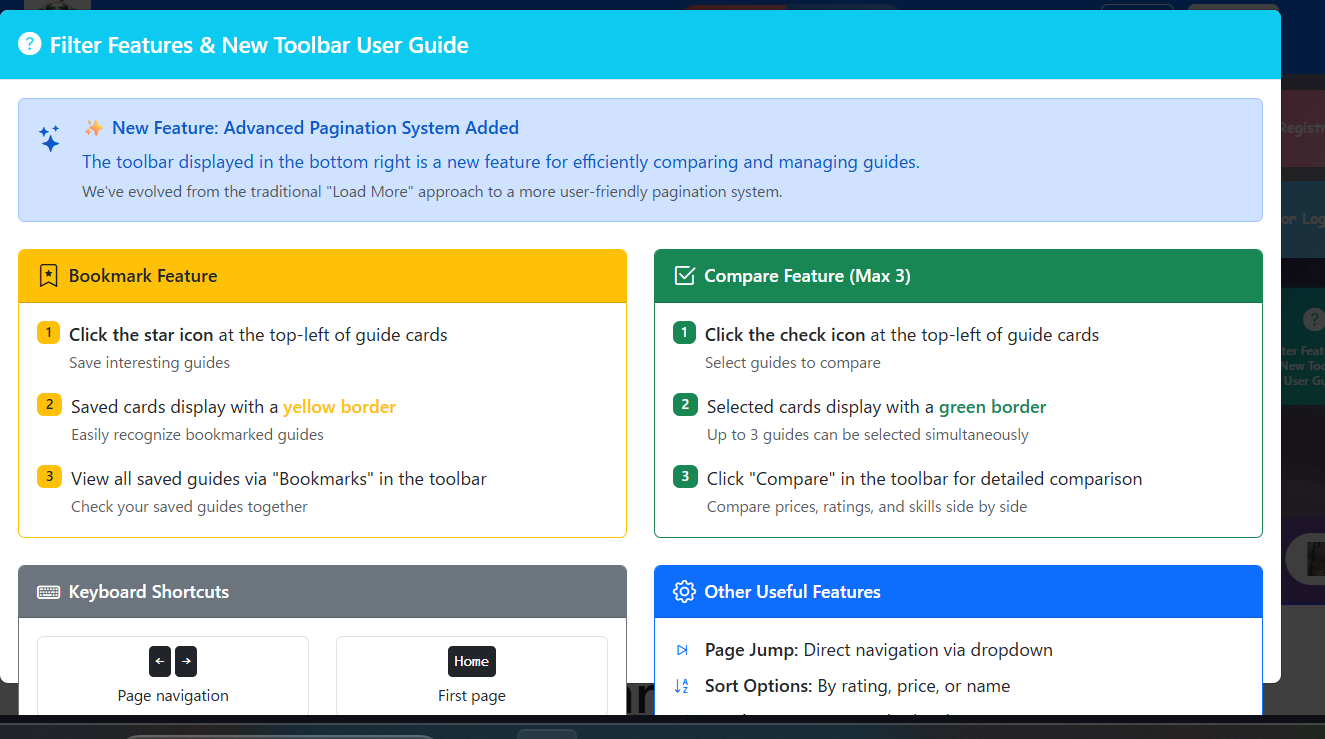 Filter Features & New Toolbar User Guide
✨ New Feature: Advanced Pagination System Added
The toolbar displayed in the bottom right is a new feature for efficiently comparing and managing guides.
We've evolved from the traditional "Load More" approach to a more user-friendly pagination system.
Bookmark Feature
1 Click the star icon at the top-left of guide cards
Save interesting guides
2 Saved cards display with a yellow border
Easily recognize bookmarked guides
3 View all saved guides via "Bookmarks" in the toolbar
Check your saved guides together
Compare Feature (Max 3)
1 Click the check icon at the top-left of guide cards
Select guides to compare
2 Selected cards display with a green border
Up to 3 guides can be selected simultaneously
3 Click "Compare" in the toolbar for detailed comparison
Compare prices, ratings, and skills side by side
Keyboard Shortcuts
← →
Page navigation
Home
First page
Other Useful Features
Page Jump: Direct navigation via dropdown
Sort Options: By rating, price, or name
New
User